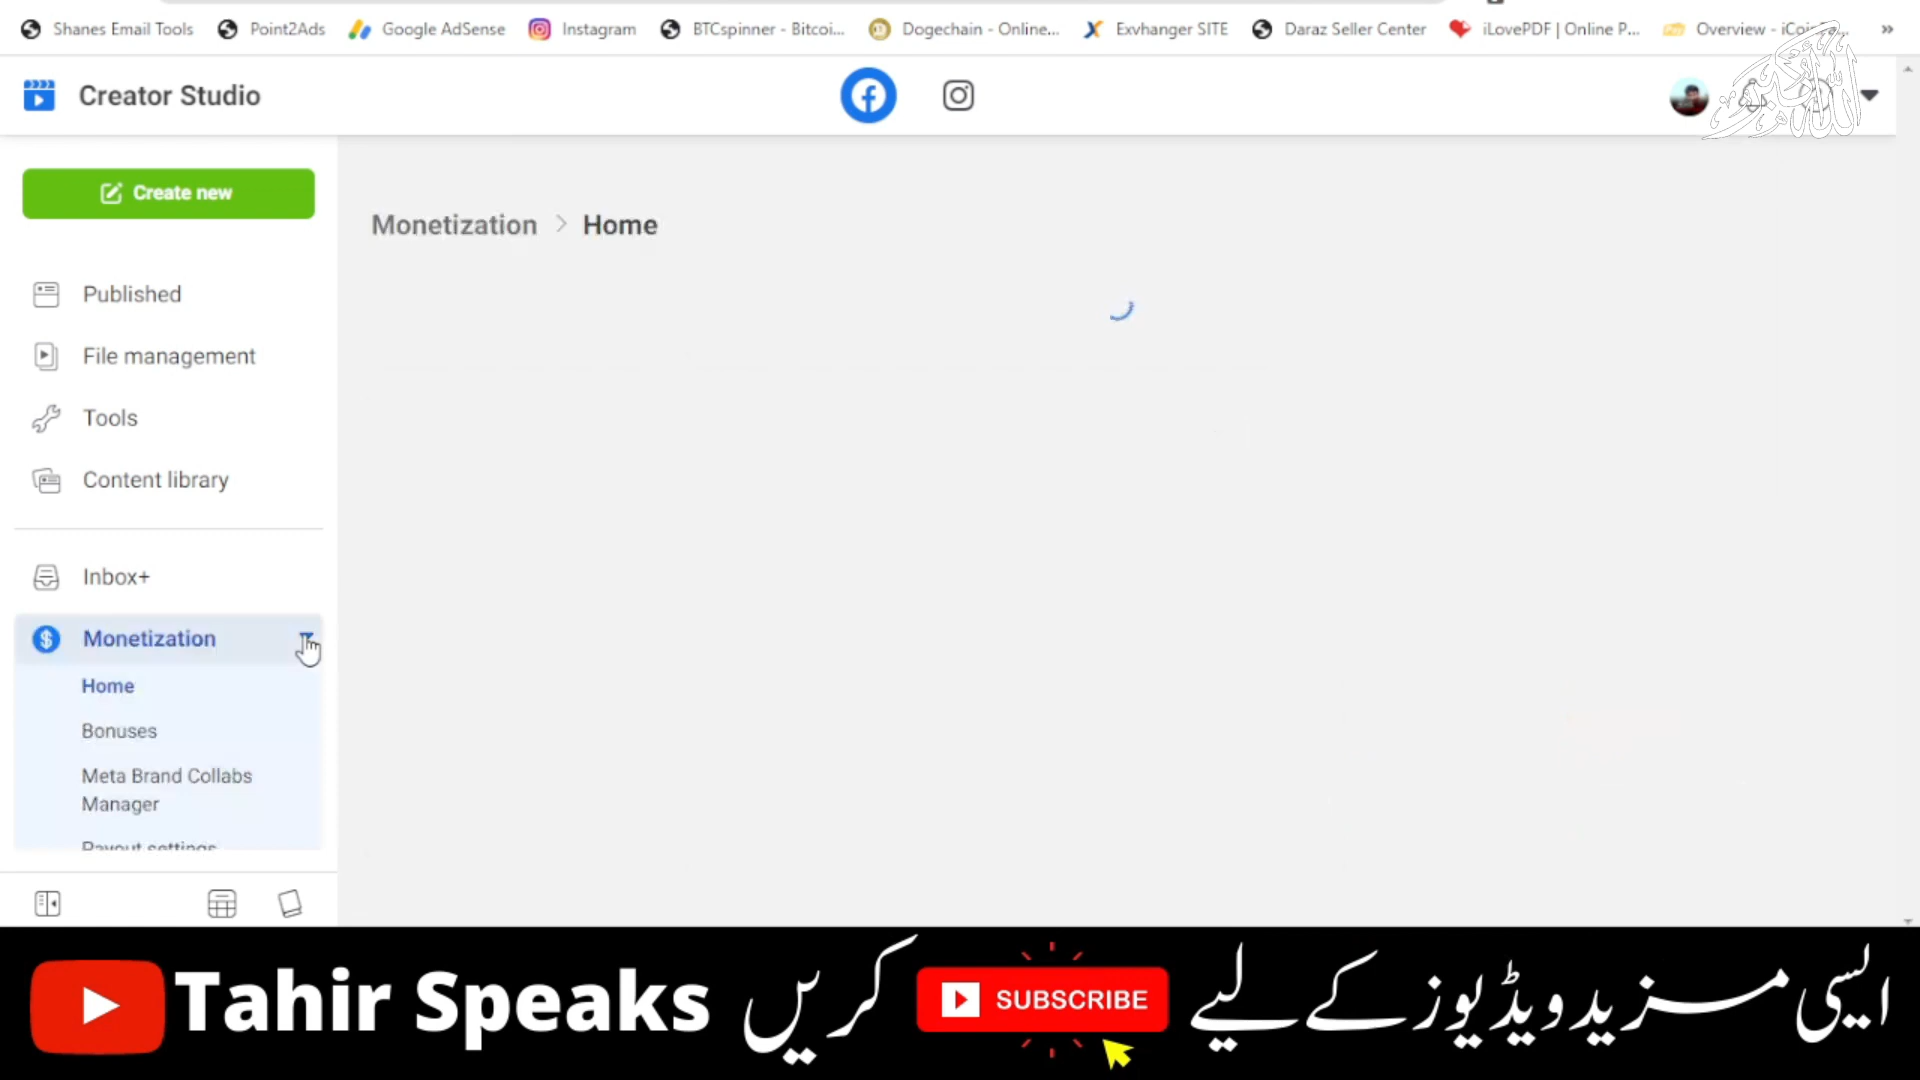 Shanes Email Tools Point2Ads Google AdSense Instagram BTCspinner - Bitcoi... Dogechain - Online... Exvhanger SITE Daraz Seller Center iLovePDF | Online P... Overview - »
Creator Studio
Create new
Monetization > Home
Published
File management
Tools
Content library
Inbox+
Monetization
Home
Bonuses
Meta Brand Collabs
Manager
Payout settings
ایسی مزید ویڈیوز کے لیے SUBSCRIBE کریں Tahir Speaks